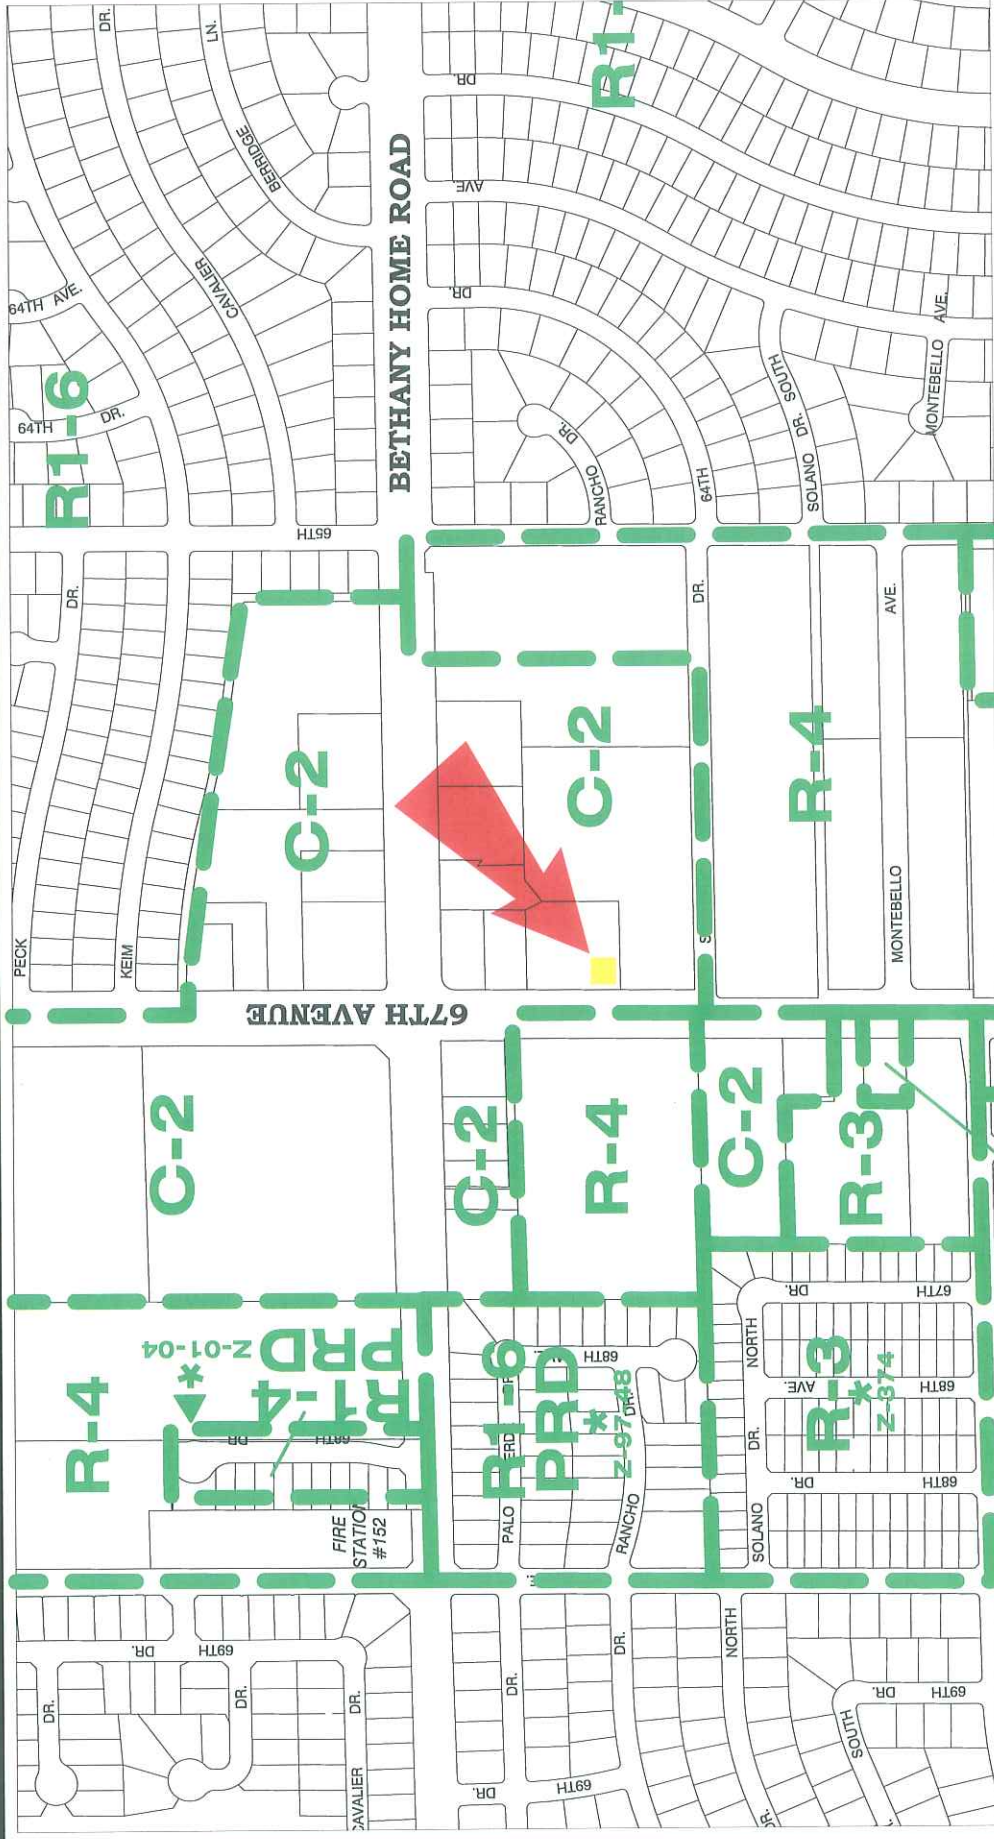 DR.
LN.
BERRIDGE
CAVALIER
64TH AVE.
64TH DR.
R1-6
65TH
DR.
PECK
KEIM
C-2
BETHANY HOME ROAD
67TH AVENUE
DR.
AVE
DR.
R1-
DR.
RANCHO
64TH
SOLANO DR. SOUTH
MONTEBELLO AVE.
C-2
DR.
S
R-4
AVE.
MONTEBELLO
C-2
C-2
R-4
C-2
R-3
R-4
R1-4
PRD
Z-01-04
*
68TH DR
FIRE
STATION
#152
R1-6
PRD
*
Z-97-48
68TH
PALO
RANCHO DR.
NORTH
DR.
SOLANO
67TH DR.
R-3
*
Z-374
68TH AVE.
68TH DR.
69TH DR.
DR.
DR.
DR.
CAVALIER
DR.
DR.
NORTH
69TH DR.
SOUTH
69TH DR.
DR.